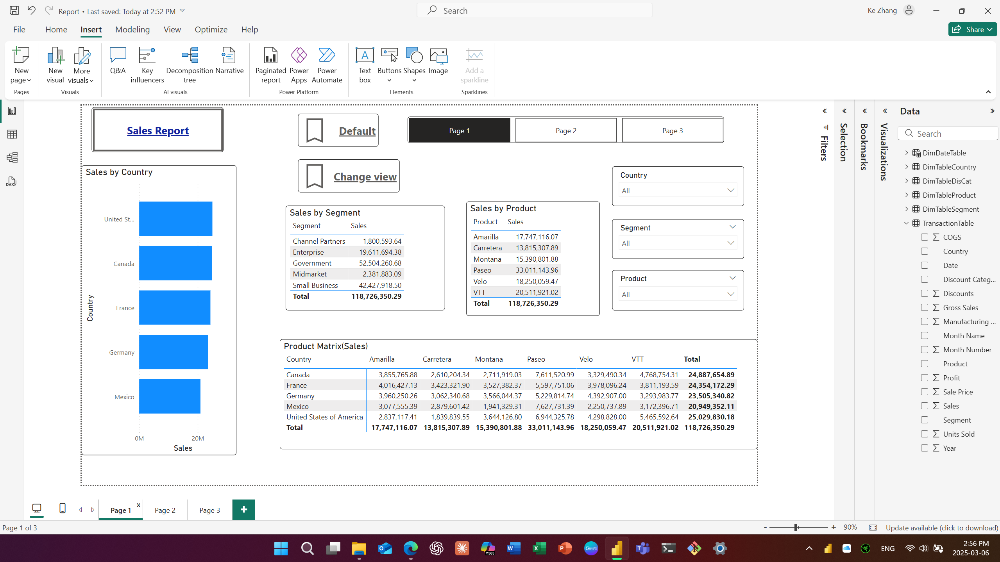 Report • Last saved: Today at 2:52 PM
Search
Ke Zhang
File Home Insert Modeling View Optimize Help
Share
New page
New visual
More visuals
Q&A
Key influencers
Decomposition tree
Narrative
Paginated report
Power Apps
Power Automate
Text box
Buttons
Shapes
Image
Add a sparkline
Pages
Visuals
AI visuals
Power Platform
Elements
Sparklines
DAX
Sales Report
Default
Page 1 Page 2 Page 3
Change view
Sales by Country
United St...
Canada
France
Germany
Mexico
Country
0M 20M
Sales
Sales by Segment
Segment Sales
Channel Partners 1,800,593.64
Enterprise 19,611,694.38
Government 52,504,260.68
Midmarket 2,381,883.09
Small Business 42,427,918.50
Total 118,726,350.29
Sales by Product
Product Sales
Amarilla 17,747,116.07
Carretera 13,815,307.89
Montana 15,390,801.88
Paseo 33,011,143.96
Velo 18,250,059.47
VTT 20,511,921.02
Total 118,726,350.29
Country
All
Segment
All
Product
All
Product Matrix(Sales)
Country Amarilla Carretera Montana Paseo Velo VTT Total
Canada 3,855,765.88 2,610,204.34 2,711,919.03 7,611,520.99 3,329,490.34 4,768,754.31 24,887,654.89
France 4,016,427.13 3,423,321.90 3,527,382.37 5,597,751.06 3,978,096.24 3,811,193.59 24,354,172.29
Germany 3,960,250.26 3,062,340.68 3,566,044.37 5,229,814.74 4,392,907.00 3,293,983.77 23,505,340.82
Mexico 3,077,555.39 2,879,601.42 1,941,329.31 7,627,731.39 2,250,737.89 3,172,396.71 20,949,352.11
United States of America 2,837,117.41 1,839,839.55 3,644,126.80 6,944,325.78 4,298,828.00 5,465,592.64 25,029,830.18
Total 17,747,116.07 13,815,307.89 15,390,801.88 33,011,143.96 18,250,059.47 20,511,921.02 118,726,350.29
Filters
Selection
Bookmarks
Visualizations
Data
Search
DimDateTable
DimTableCountry
DimTableDisCat
DimTableProduct
DimTableSegment
TransactionTable
∑ COGS
Country
Date
Discount Categ...
∑ Discounts
∑ Gross Sales
∑ Manufacturing ...
Month Name
∑ Month Number
Product
∑ Profit
∑ Sale Price
∑ Sales
Segment
∑ Units Sold
∑ Year
Page 1 x Page 2 Page 3 +
Page 1 of 3
- + 90%
Update available (click to download)
M365
Canva
ENG
2:56 PM
2025-03-06